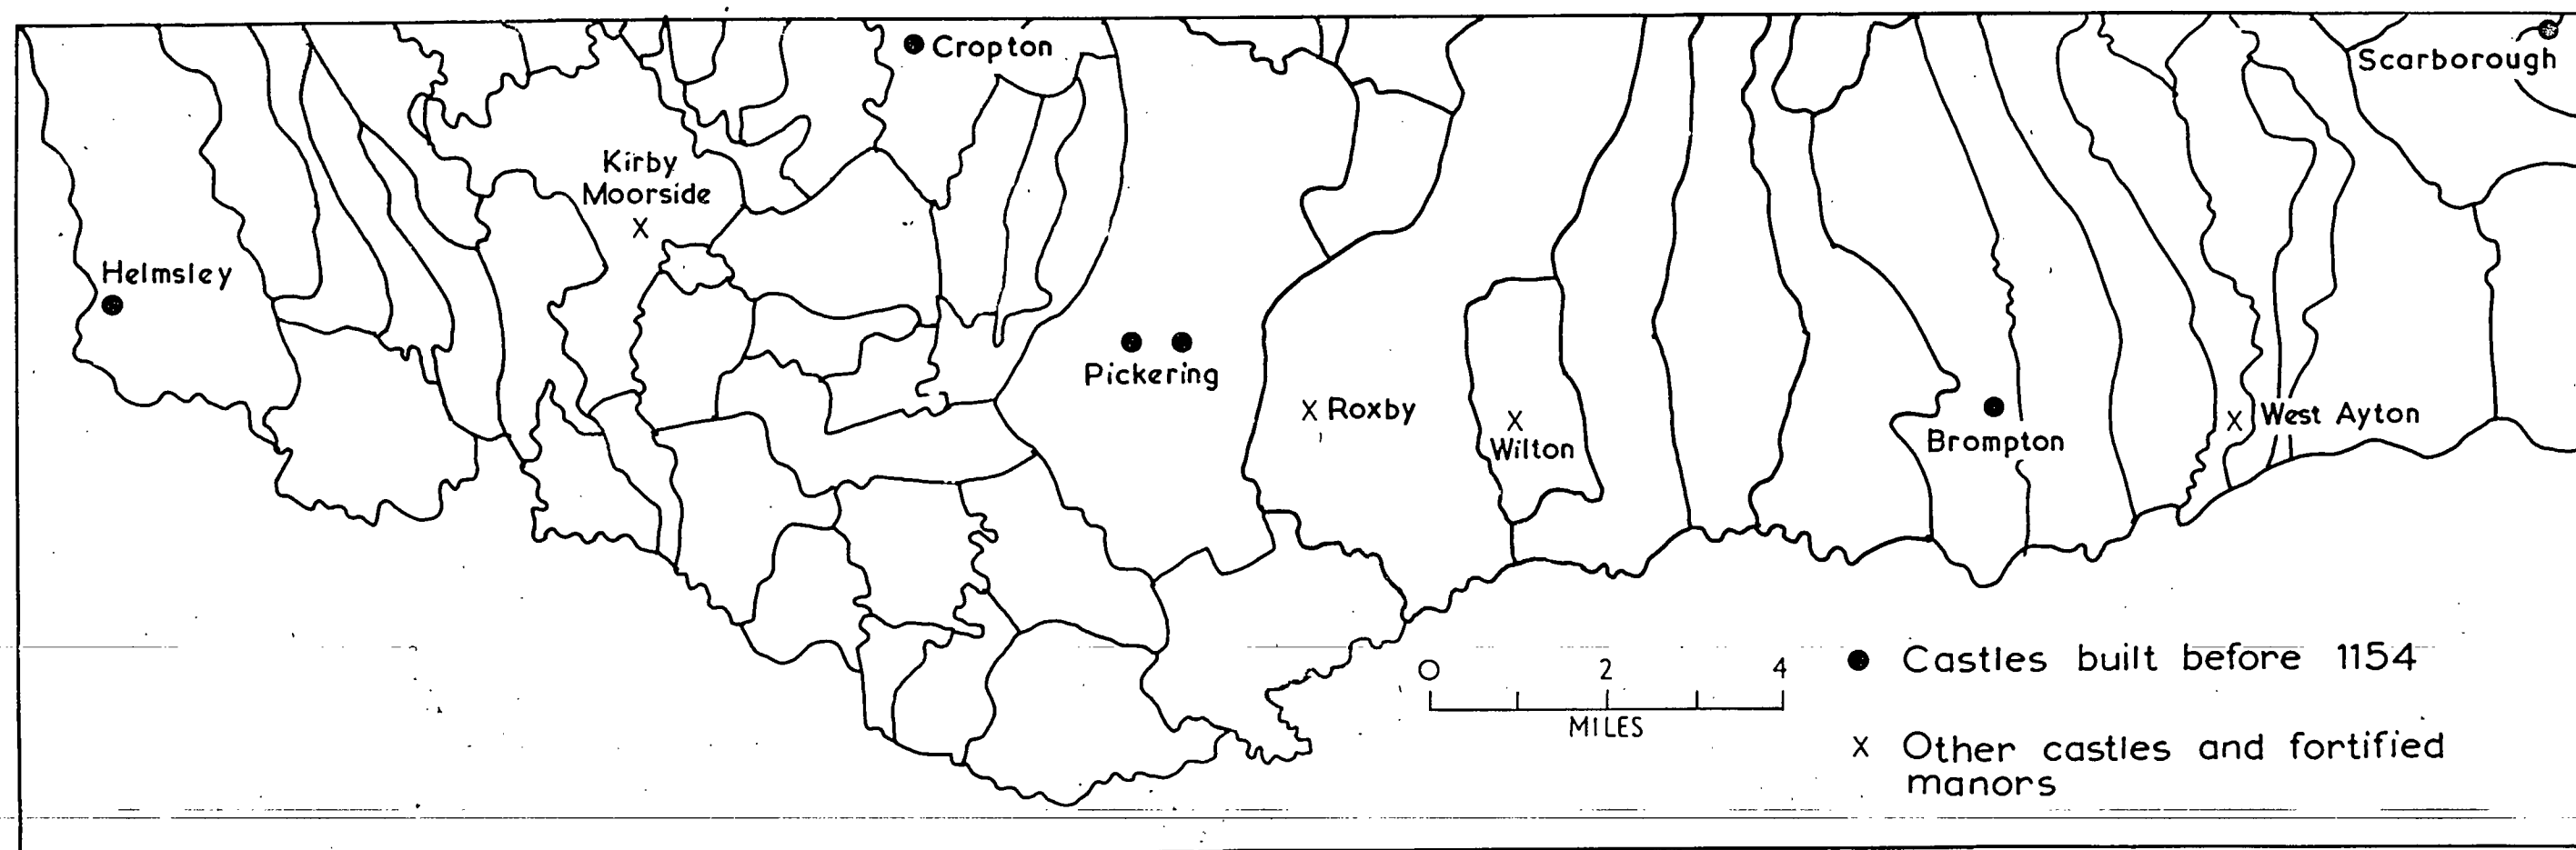 Cropton
Scarborough
Kirby
Moorside
X
Helmsley
Pickering
X Roxby
X
Wilton
Brompton
X West Ayton
0 2 4
MILES
● Castles built before 1154
X Other castles and fortified
manors